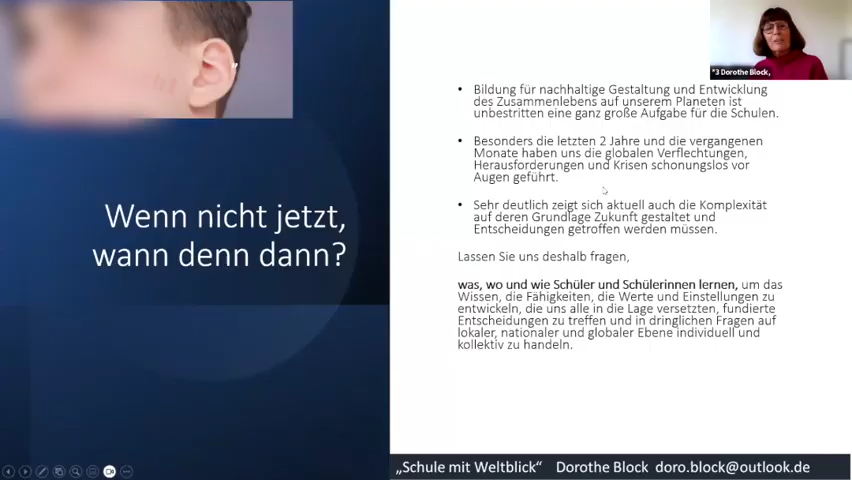 Wenn nicht jetzt,
wann denn dann?
*3 Dorothe Block,
• Bildung für nachhaltige Gestaltung und Entwicklung
des Zusammenlebens auf unserem Planeten ist
unbestritten eine ganz große Aufgabe für die Schulen.
• Besonders die letzten 2 Jahre und die vergangenen
Monate haben uns die globalen Verflechtungen,
Herausforderungen und Krisen schonungslos vor
Augen geführt.
• Sehr deutlich zeigt sich aktuell auch die Komplexität
auf deren Grundlage Zukunft gestaltet und
Entscheidungen getroffen werden müssen.
Lassen Sie uns deshalb fragen,
was, wo und wie Schüler und Schülerinnen lernen, um das
Wissen, die Fähigkeiten, die Werte und Einstellungen zu
entwickeln, die uns alle in die Lage versetzten, fundierte
Entscheidungen zu treffen und in dringlichen Fragen auf
lokaler, nationaler und globaler Ebene individuell und
kollektiv zu handeln.
„Schule mit Weltblick“ Dorothe Block doro.block@outlook.de